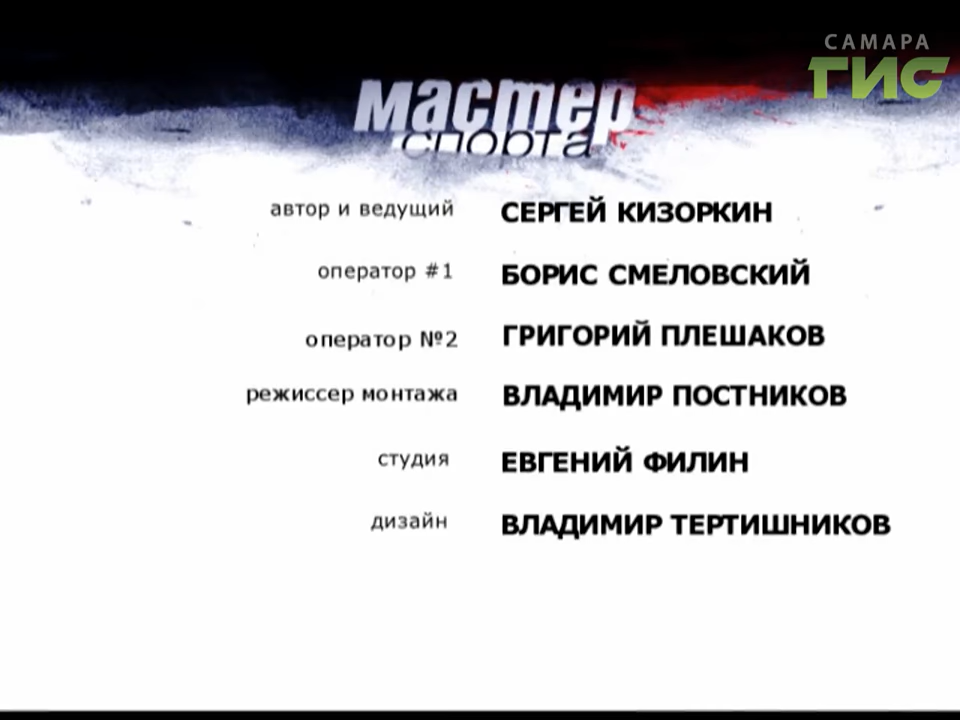 САМАРА
ГИС
мастер
спорта
автор и ведущий СЕРГЕЙ КИЗОРКИН
оператор #1 БОРИС СМЕЛОВСКИЙ
оператор №2 ГРИГОРИЙ ПЛЕШАКОВ
режиссер монтажа ВЛАДИМИР ПОСТНИКОВ
студия ЕВГЕНИЙ ФИЛИН
дизайн ВЛАДИМИР ТЕРТИШНИКОВ